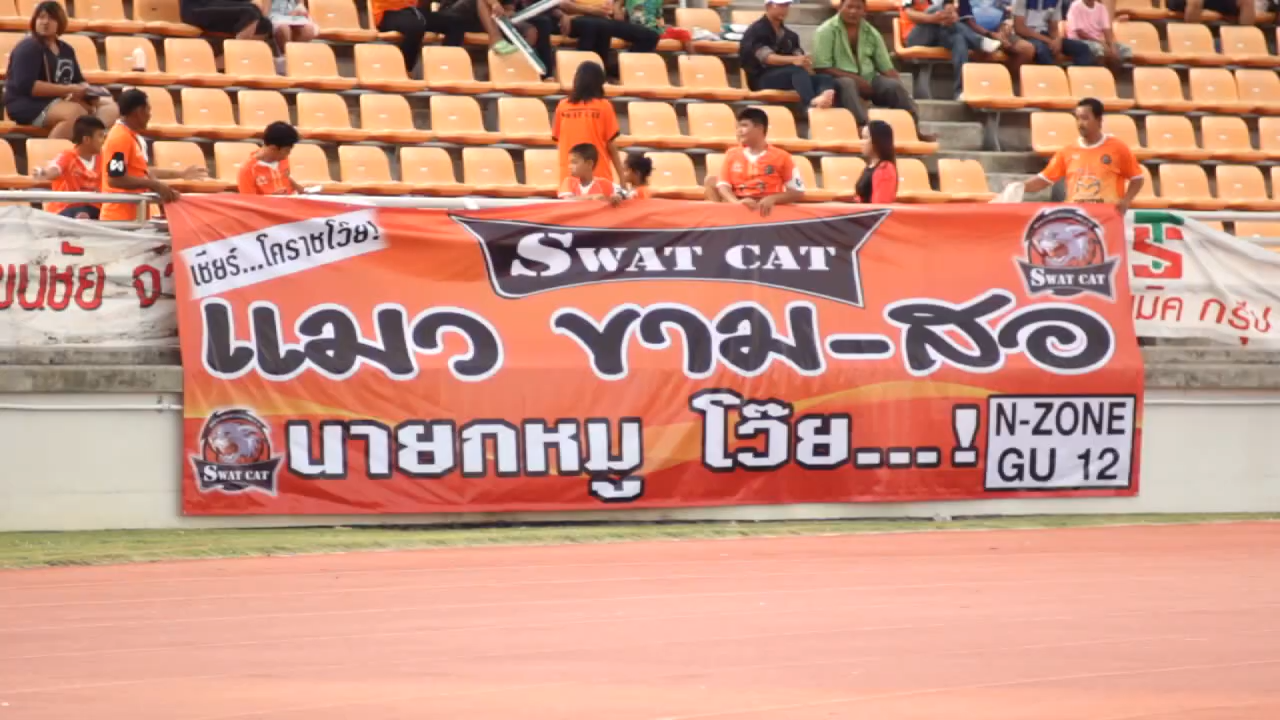 เชียร์...โคราชโว๊ย!
SWAT CAT
SWAT CAT
แมว ขาม-สอ
SWAT CAT
นายกหมู โว๊ย...!
N-ZONE
GU 12